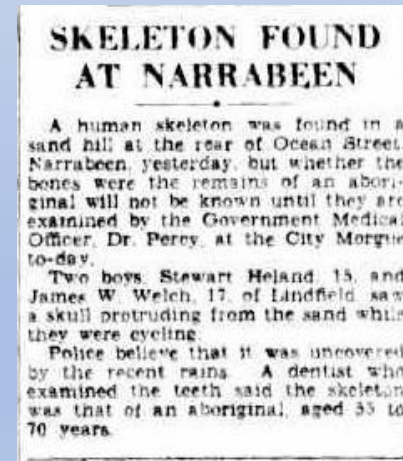 SKELETON FOUND
AT NARRABEEN
A human skeleton was found in a
sand hill at the rear of Ocean Street,
Narrabeen, yesterday, but whether the
bones were the remains of an abori-
ginal will not be known until they are
examined by the Government Medical
Officer, Dr. Percy, at the City Morgue
to-day.
Two boys, Stewart Heland, 15, and
James W. Welch, 17, of Lindfield saw
a skull protruding from the sand while
they were cycling.
Police believe that it was uncovered
by the recent rains. A dentist who
examined the teeth said the skeleton
was that of an aboriginal, aged 55 to
70 years.